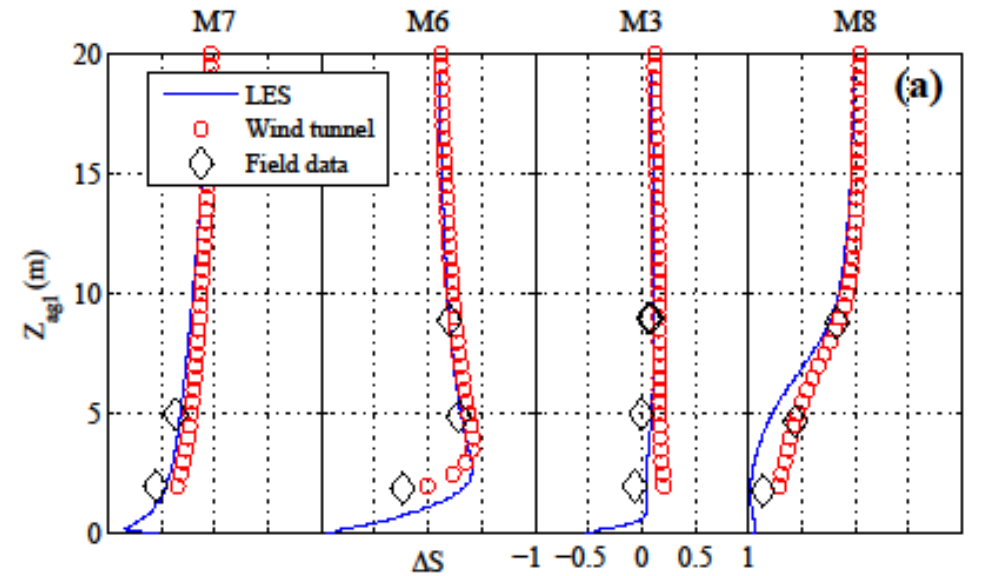 M7 M6 M3 M8
20
(a)
LES
Wind tunnel
Field data
15
Zagl(m)
10
5
0
ΔS −1 −0.5 0 0.5 1